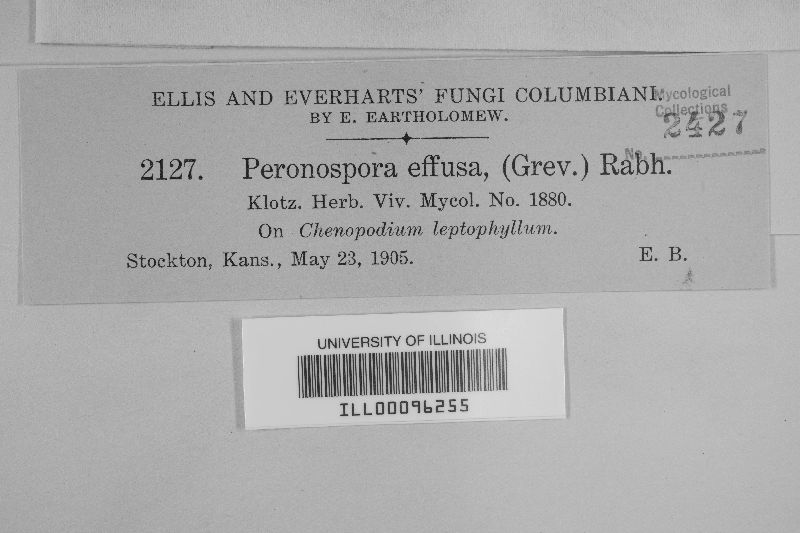 ELLIS AND EVERHARTS' FUNGI COLUMBIANI.
BY E. EARTHOLOMEW.
Mycological
Collections
2427
No.
2127. Peronospora effusa, (Grev.) Rabh.
Klotz. Herb. Viv. Mycol. No. 1880.
On Chenopodium leptophyllum.
Stockton, Kans., May 23, 1905. E. B.
UNIVERSITY OF ILLINOIS
ILL00096255